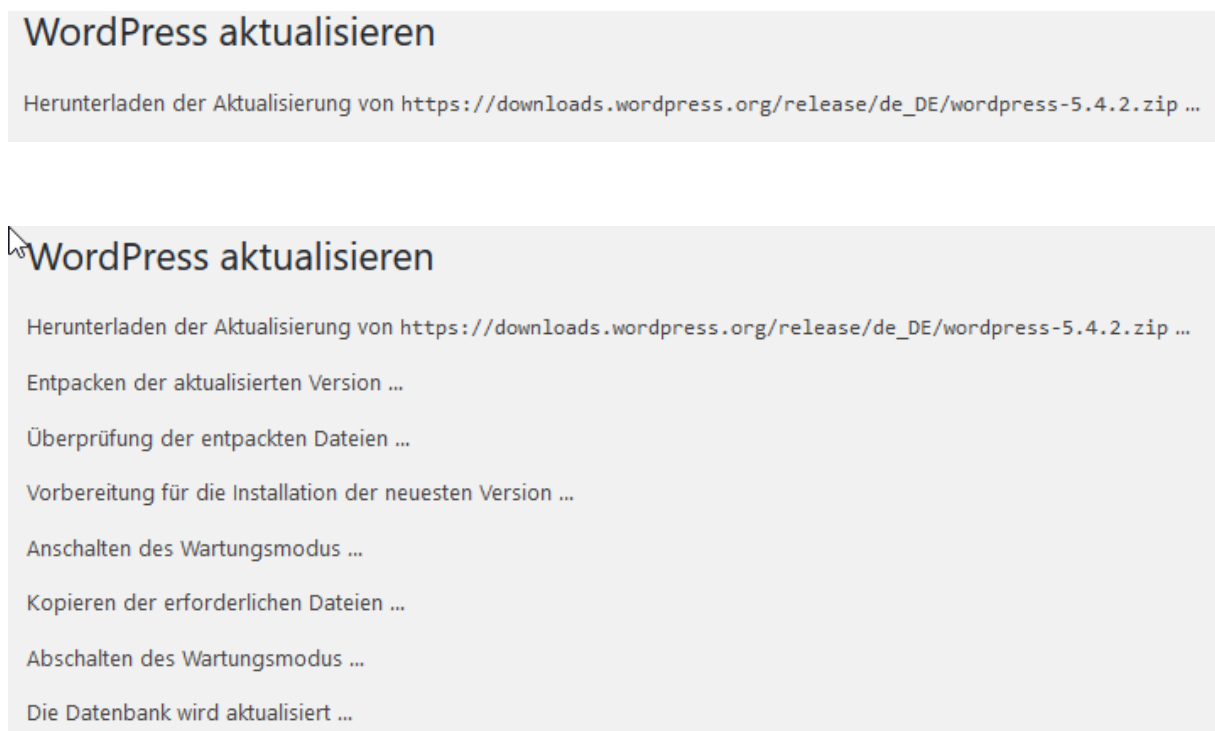 WordPress aktualisieren
Herunterladen der Aktualisierung von https://downloads.wordpress.org/release/de_DE/wordpress-5.4.2.zip ...
WordPress aktualisieren
Herunterladen der Aktualisierung von https://downloads.wordpress.org/release/de_DE/wordpress-5.4.2.zip ...
Entpacken der aktualisierten Version ...
Überprüfung der entpackten Dateien ...
Vorbereitung für die Installation der neuesten Version ...
Anschalten des Wartungsmodus ...
Kopieren der erforderlichen Dateien ...
Abschalten des Wartungsmodus ...
Die Datenbank wird aktualisiert ...